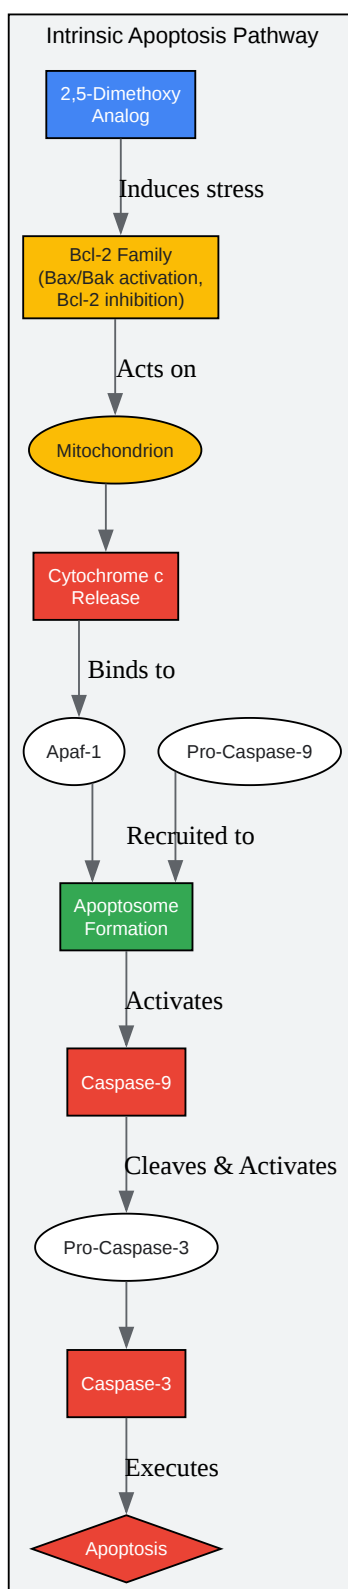 Intrinsic Apoptosis Pathway
2,5-Dimethoxy
Analog
Induces stress
Bcl-2 Family
(Bax/Bak activation,
Bcl-2 inhibition)
Acts on
Mitochondrion
Cytochrome c
Release
Binds to
Apaf-1
Pro-Caspase-9
Recruited to
Apoptosome
Formation
Activates
Caspase-9
Cleaves & Activates
Pro-Caspase-3
Caspase-3
Executes
Apoptosis